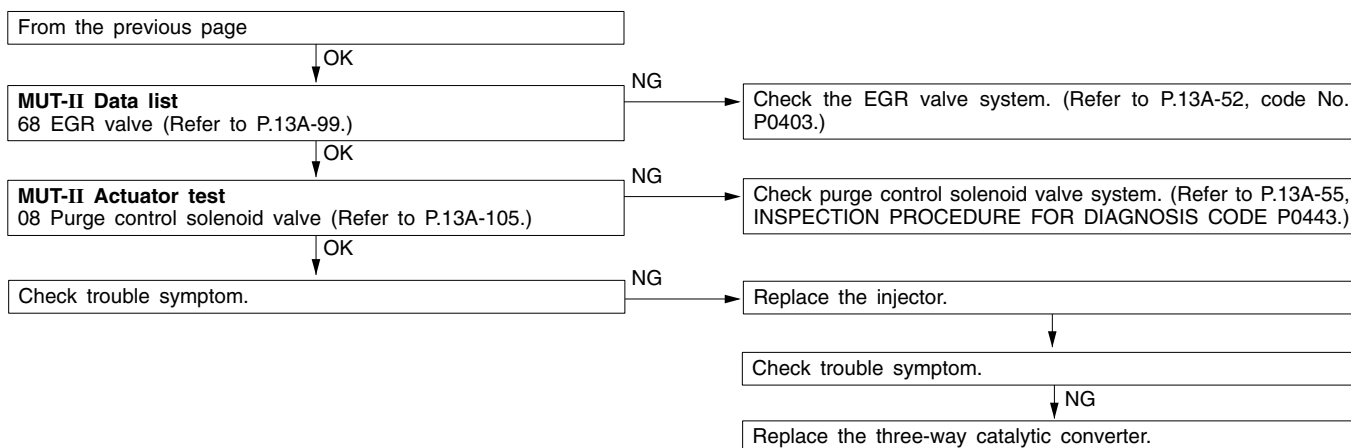 From the previous page
OK
MUT-II Data list
68 EGR valve (Refer to P.13A-99.)
NG
Check the EGR valve system. (Refer to P.13A-52, code No.
P0403.)
OK
MUT-II Actuator test
08 Purge control solenoid valve (Refer to P.13A-105.)
NG
Check purge control solenoid valve system. (Refer to P.13A-55,
INSPECTION PROCEDURE FOR DIAGNOSIS CODE P0443.)
OK
Check trouble symptom.
NG
Replace the injector.
Check trouble symptom.
NG
Replace the three-way catalytic converter.